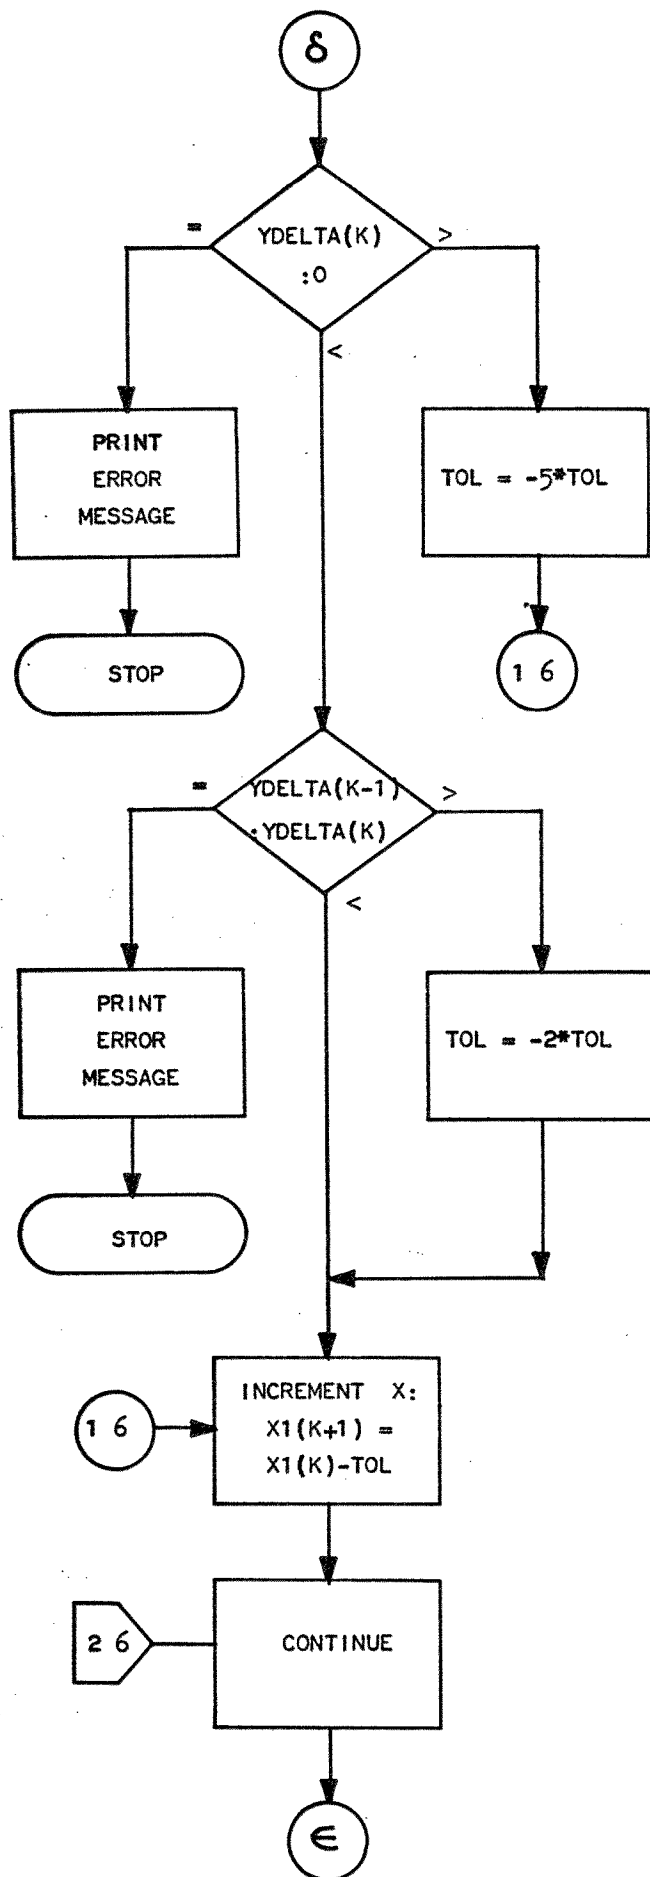 δ
=
YDELTA(K)
:0
>
<
PRINT
ERROR
MESSAGE
TOL = -5*TOL
STOP
1 6
=
YDELTA(K-1)
:YDELTA(K)
>
<
PRINT
ERROR
MESSAGE
TOL = -2*TOL
STOP
1 6
INCREMENT X:
X1(K+1) =
X1(K)-TOL
2 6
CONTINUE
∈